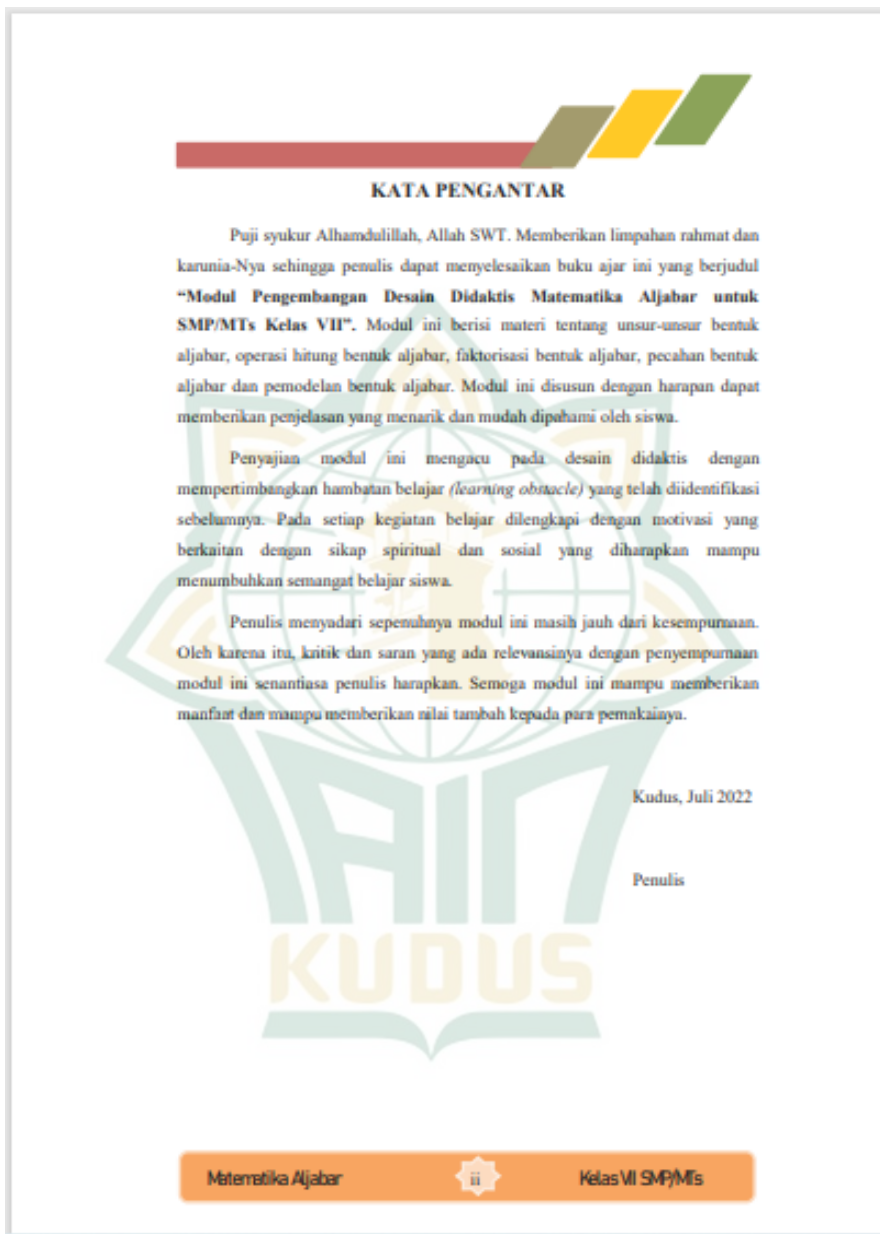 KATA PENGANTAR
Puji syukur Alhamdulillah, Allah SWT. Memberikan limpahan rahmat dan
karunia-Nya sehingga penulis dapat menyelesaikan buku ajar ini yang berjudul
“Modul Pengembangan Desain Didaktis Matematika Aljabar untuk
SMP/MTs Kelas VII”. Modul ini berisi materi tentang unsur-unsur bentuk
aljabar, operasi hitung bentuk aljabar, faktorisasi bentuk aljabar, pecahan bentuk
aljabar dan pemodelan bentuk aljabar. Modul ini disusun dengan harapan dapat
memberikan penjelasan yang menarik dan mudah dipahami oleh siswa.
Penyajian modul ini mengacu pada desain didaktis dengan
mempertimbangkan hambatan belajar (learning obstacle) yang telah diidentifikasi
sebelumnya. Pada setiap kegiatan belajar dilengkapi dengan motivasi yang
berkaitan dengan sikap spiritual dan sosial yang diharapkan mampu
menumbuhkan semangat belajar siswa.
Penulis menyadari sepenuhnya modul ini masih jauh dari kesempurnaan.
Oleh karena itu, kritik dan saran yang ada relevansinya dengan penyempurnaan
modul ini senantiasa penulis harapkan. Semoga modul ini mampu memberikan
manfaat dan mampu memberikan nilai tambah kepada para pemakainya.
Kudus, Juli 2022
Penulis
IAIN
KUDUS
Matematika Aljabar ii Kelas VII SMP/MTs